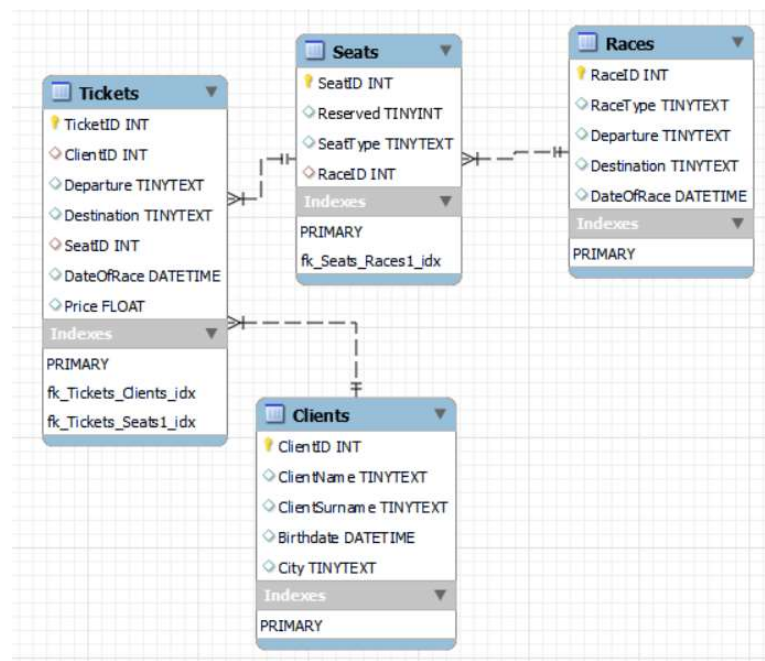 Tickets
TicketID INT
ClientID INT
Departure TINYTEXT
Destination TINYTEXT
SeatID INT
DateOfRace DATETIME
Price FLOAT
Indexes
PRIMARY
fk_Tickets_Clients_idx
fk_Tickets_Seats1_idx
Seats
SeatID INT
Reserved TINYINT
SeatType TINYTEXT
RaceID INT
Indexes
PRIMARY
fk_Seats_Races1_idx
Races
RaceID INT
RaceType TINYTEXT
Departure TINYTEXT
Destination TINYTEXT
DateOfRace DATETIME
Indexes
PRIMARY
Clients
ClientID INT
ClientName TINYTEXT
ClientSurname TINYTEXT
Birthdate DATETIME
City TINYTEXT
Indexes
PRIMARY